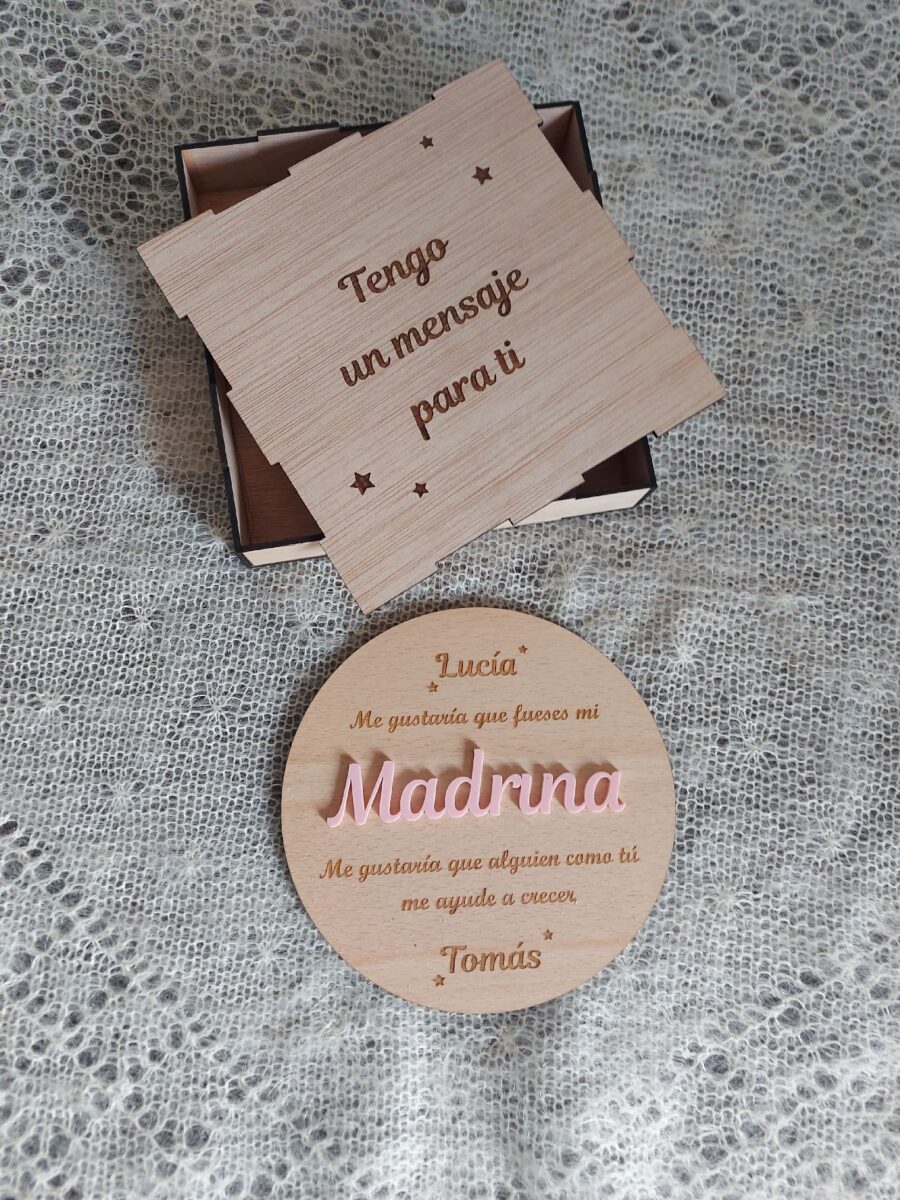 Tengo
un mensaje
para ti
Lucía
Me gustaría que fueses mi
Madrına
Me gustaría que alguien como tú
me ayude a crecer.
Tomás